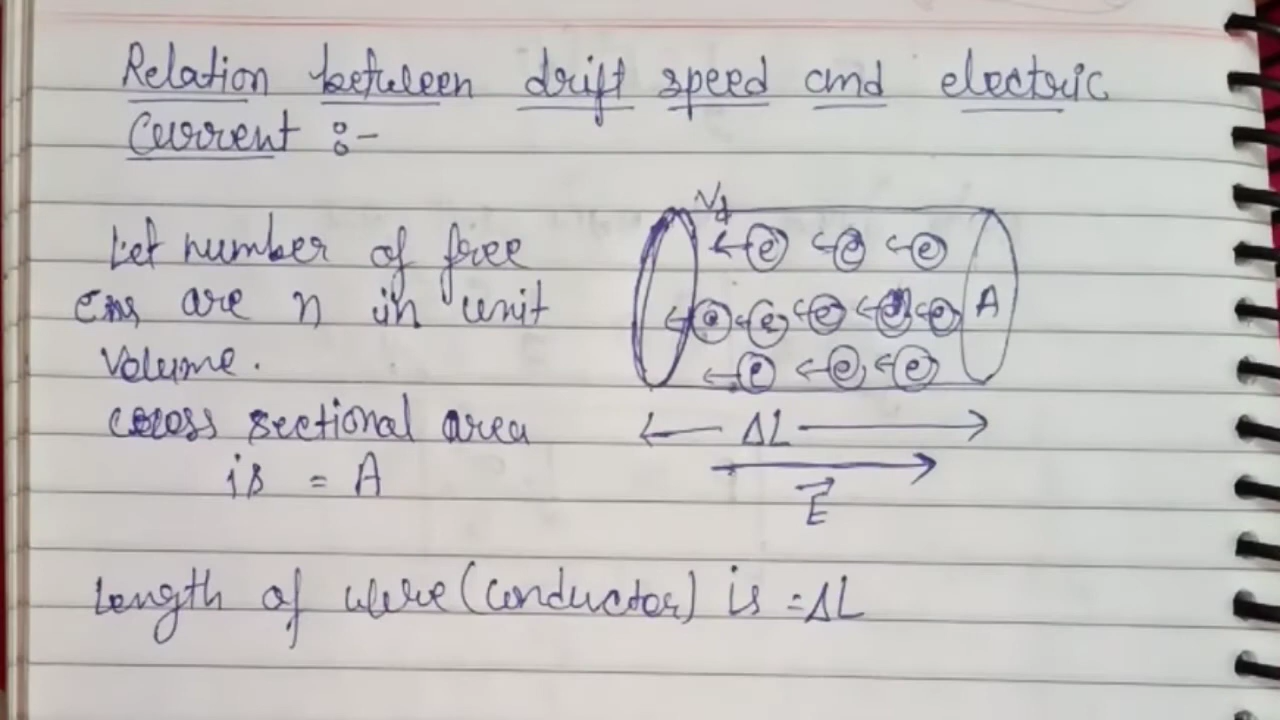 Relation between drift speed and electric
Current :-
Vd
Let number of free
ens are n in unit
Volume.
e e e
e e e e e A
e e e
cross sectional area
is = A
ΔL
E
Length of wire (conductor) is = ΔL